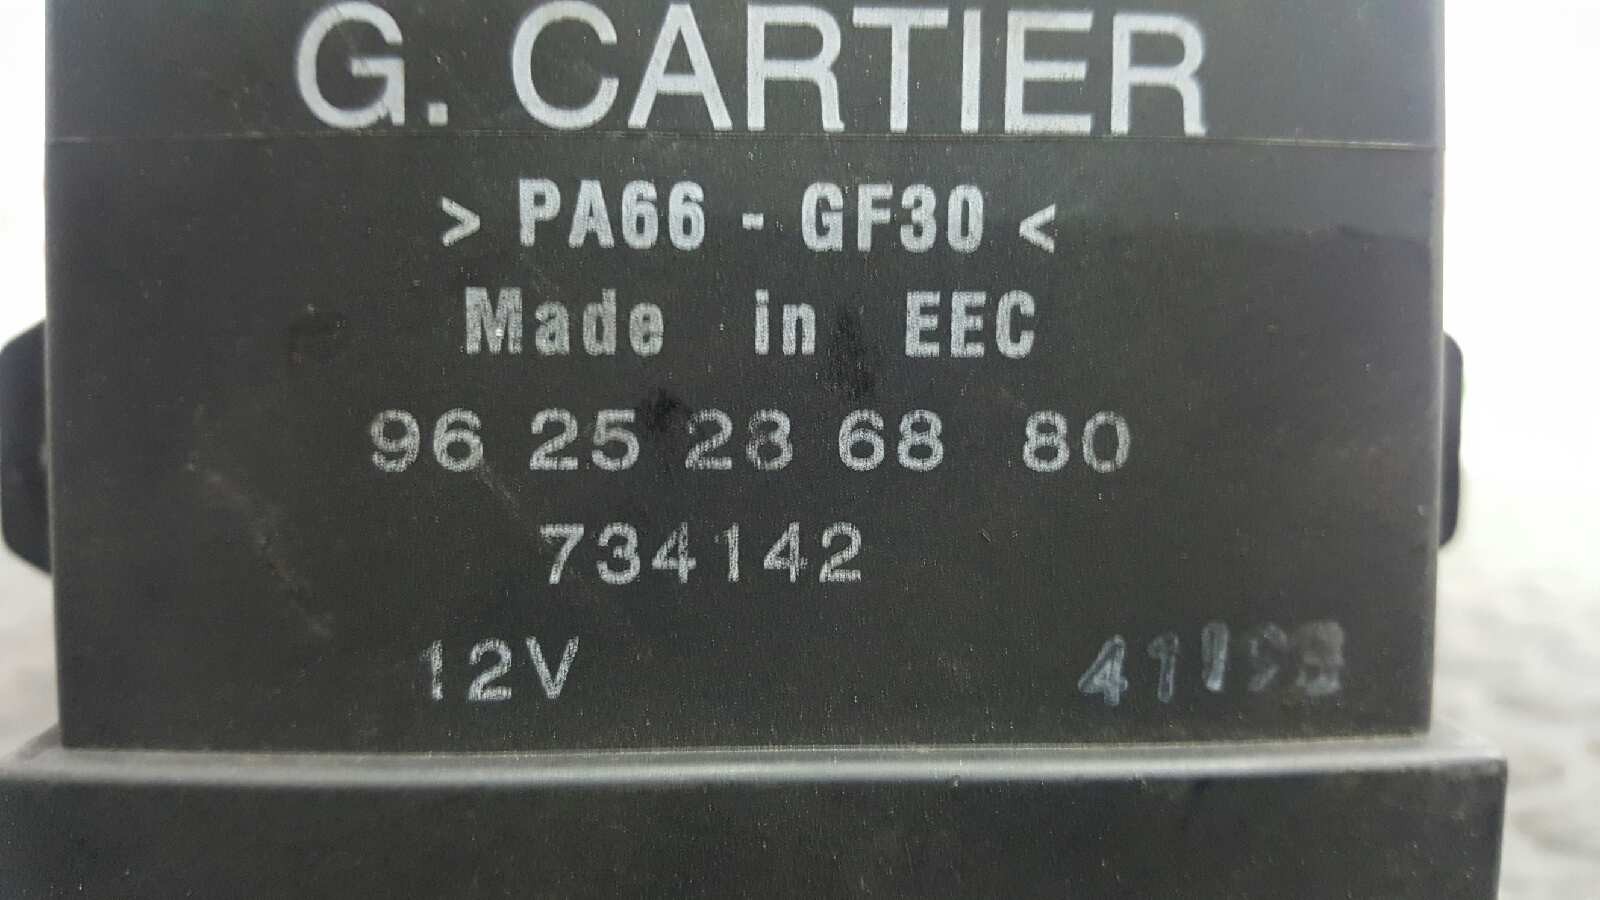 G. CARTIER
> PA66 - GF30 <
Made in EEC
96 25 28 68 80
734142
12V